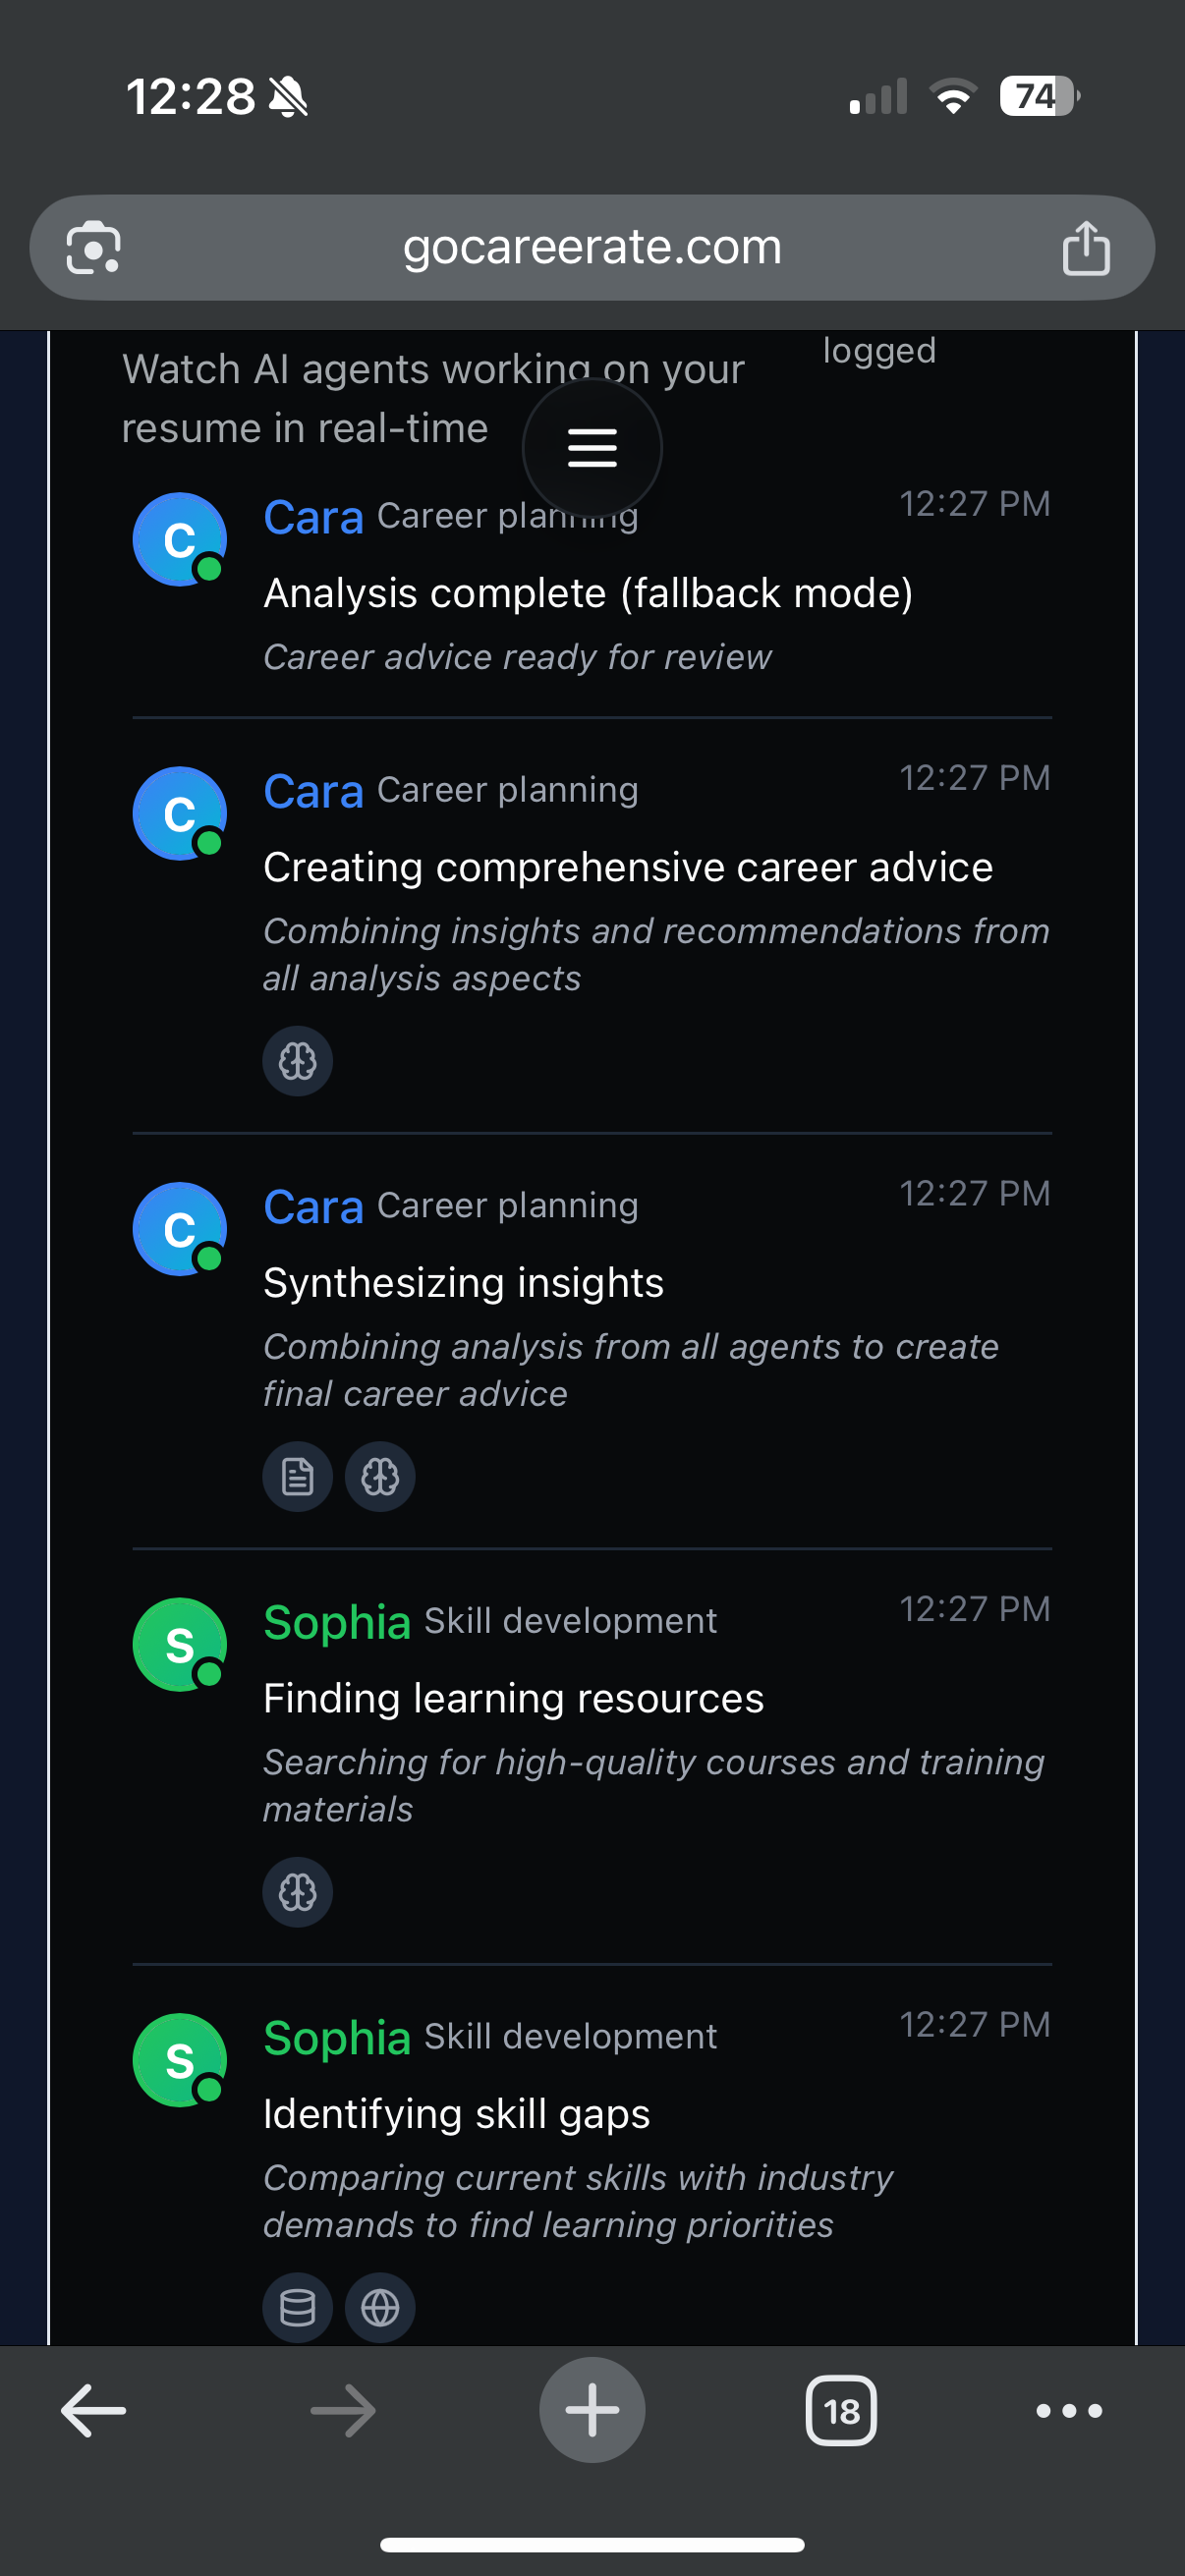 12:28
74
gocareerate.com
logged
Watch AI agents working on your
resume in real-time
C
Cara Career planning
12:27 PM
Analysis complete (fallback mode)
Career advice ready for review
C
Cara Career planning
12:27 PM
Creating comprehensive career advice
Combining insights and recommendations from
all analysis aspects
C
Cara Career planning
12:27 PM
Synthesizing insights
Combining analysis from all agents to create
final career advice
S
Sophia Skill development
12:27 PM
Finding learning resources
Searching for high-quality courses and training
materials
S
Sophia Skill development
12:27 PM
Identifying skill gaps
Comparing current skills with industry
demands to find learning priorities
18